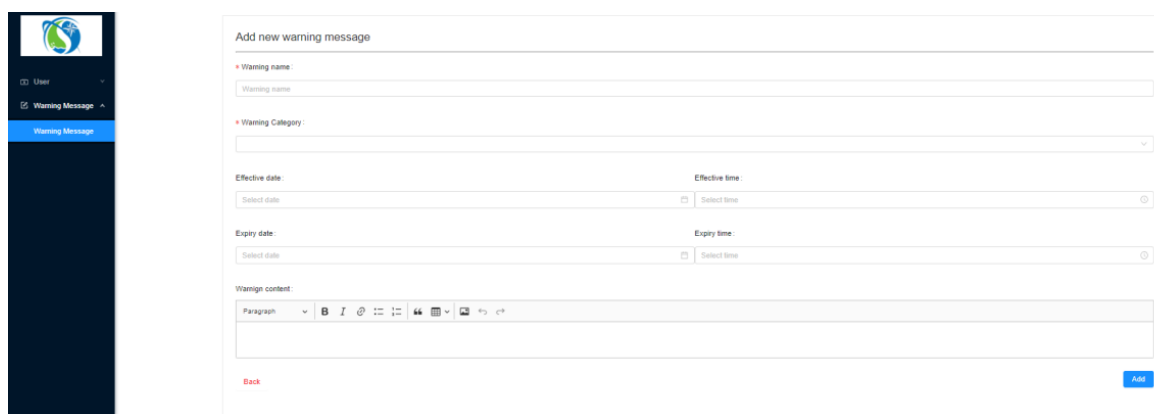 Add new warning message
User
* Warning name:
Warning name
Warning Message
* Warning Category:
Warning Message
Effective date: Effective time:
Select date Select time
Expiry date: Expiry time:
Select date Select time
Warnign content:
Paragraph B I
Back Add